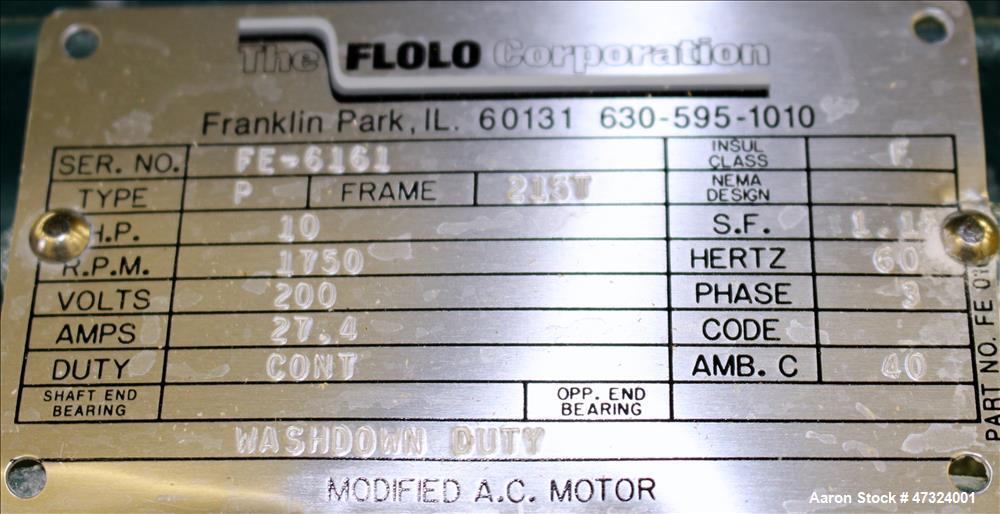 The FLOLO Corporation
Franklin Park, IL. 60131 630-595-1010
SER. NO. FE-6161 INSUL CLASS F
TYPE P FRAME 215T NEMA DESIGN
H.P. 10 S.F.
R.P.M. 1750 HERTZ 60
VOLTS 200 PHASE 3
AMPS 27.4 CODE
DUTY CONT AMB. C 40
SHAFT END BEARING OPP. END BEARING
WASHDOWN DUTY
MODIFIED A.C. MOTOR
PART NO. FE
Aaron Stock # 47324001